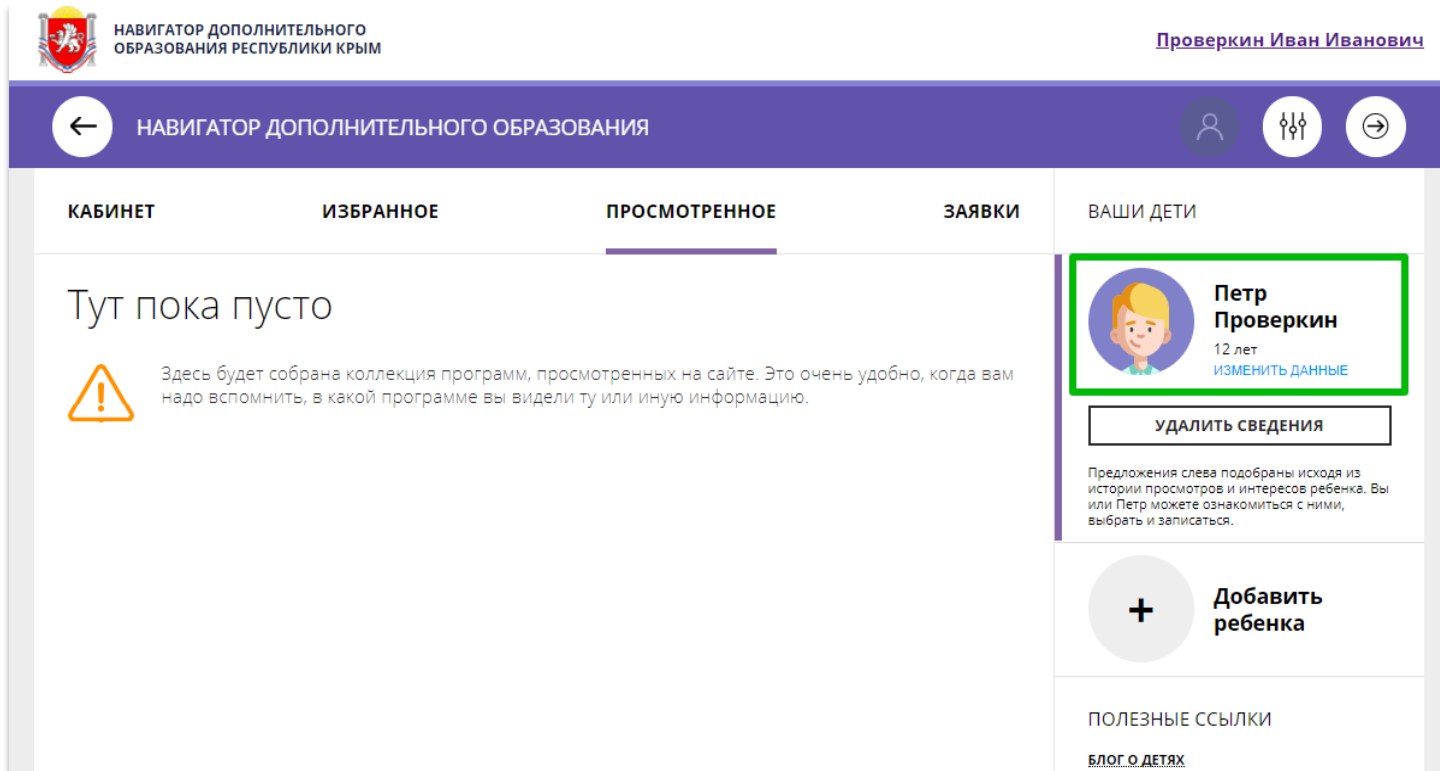 НАВИГАТОР ДОПОЛНИТЕЛЬНОГО
ОБРАЗОВАНИЯ РЕСПУБЛИКИ КРЫМ
Проверкин Иван Иванович
НАВИГАТОР ДОПОЛНИТЕЛЬНОГО ОБРАЗОВАНИЯ
КАБИНЕТ
ИЗБРАННОЕ
ПРОСМОТРЕННОЕ
ЗАЯВКИ
Тут пока пусто
Здесь будет собрана коллекция программ, просмотренных на сайте. Это очень удобно, когда вам
надо вспомнить, в какой программе вы видели ту или иную информацию.
ВАШИ ДЕТИ
Петр
Проверкин
12 лет
ИЗМЕНИТЬ ДАННЫЕ
УДАЛИТЬ СВЕДЕНИЯ
Предложения слева подобраны исходя из
истории просмотров и интересов ребенка. Вы
или Петр можете ознакомиться с ними,
выбрать и записаться.
+
Добавить
ребенка
ПОЛЕЗНЫЕ ССЫЛКИ
БЛОГ О ДЕТЯХ